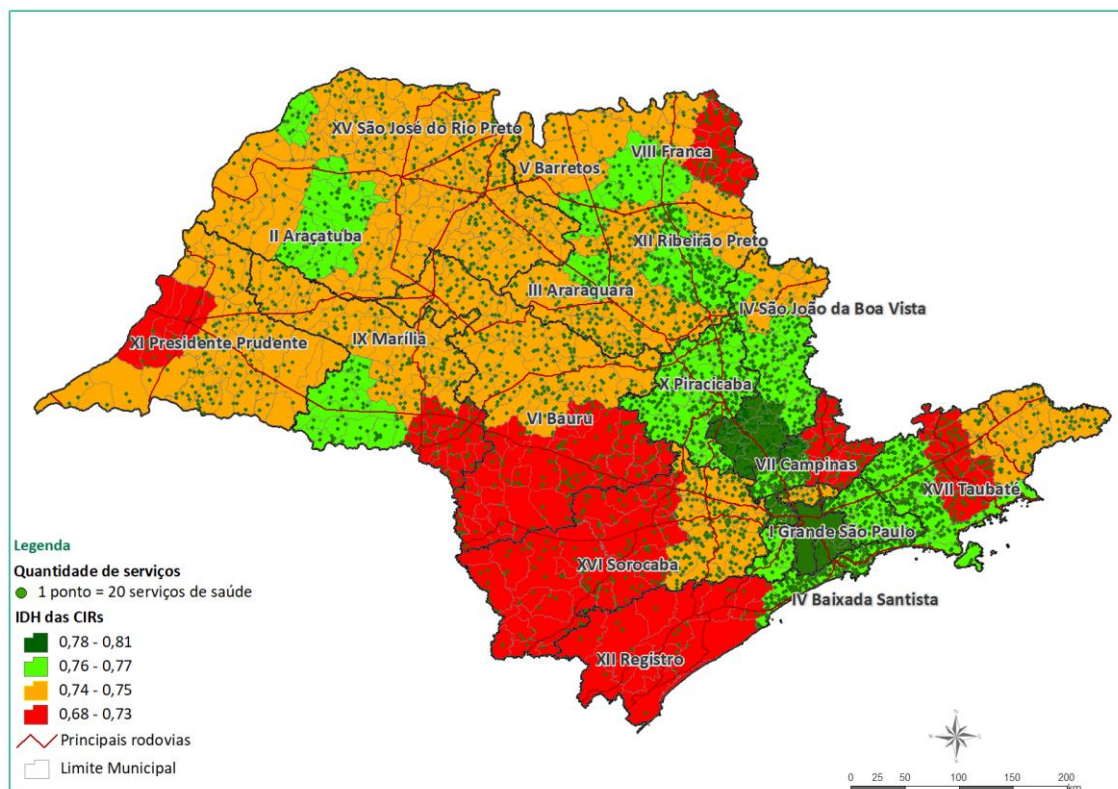 XV São José do Rio Preto
VIII Franca
V Barretos
II Araçatuba
XII Ribeirão Preto
III Araraquara
IV São João da Boa Vista
IX Marília
XI Presidente Prudente
X Piracicaba
VI Bauru
VII Campinas
XVII Taubaté
I Grande São Paulo
XVI Sorocaba
IV Baixada Santista
XII Registro
Legenda
Quantidade de serviços
1 ponto = 20 serviços de saúde
IDH das CIRs
0,78 - 0,81
0,76 - 0,77
0,74 - 0,75
0,68 - 0,73
Principais rodovias
Limite Municipal
N
S
0 25 50 100 150 200
km